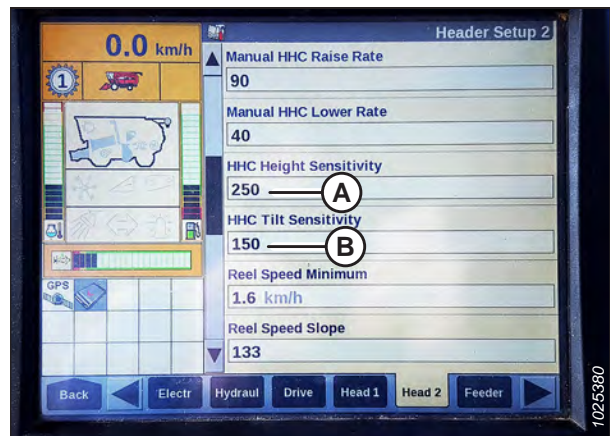 0.0 km/h
Header Setup 2
1
Manual HHC Raise Rate
90
Manual HHC Lower Rate
40
HHC Height Sensitivity
250
A
HHC Tilt Sensitivity
150
B
Reel Speed Minimum
1.6 km/h
Reel Speed Slope
133
GPS
Back Electr Hydraul Drive Head 1 Head 2 Feeder
1025380